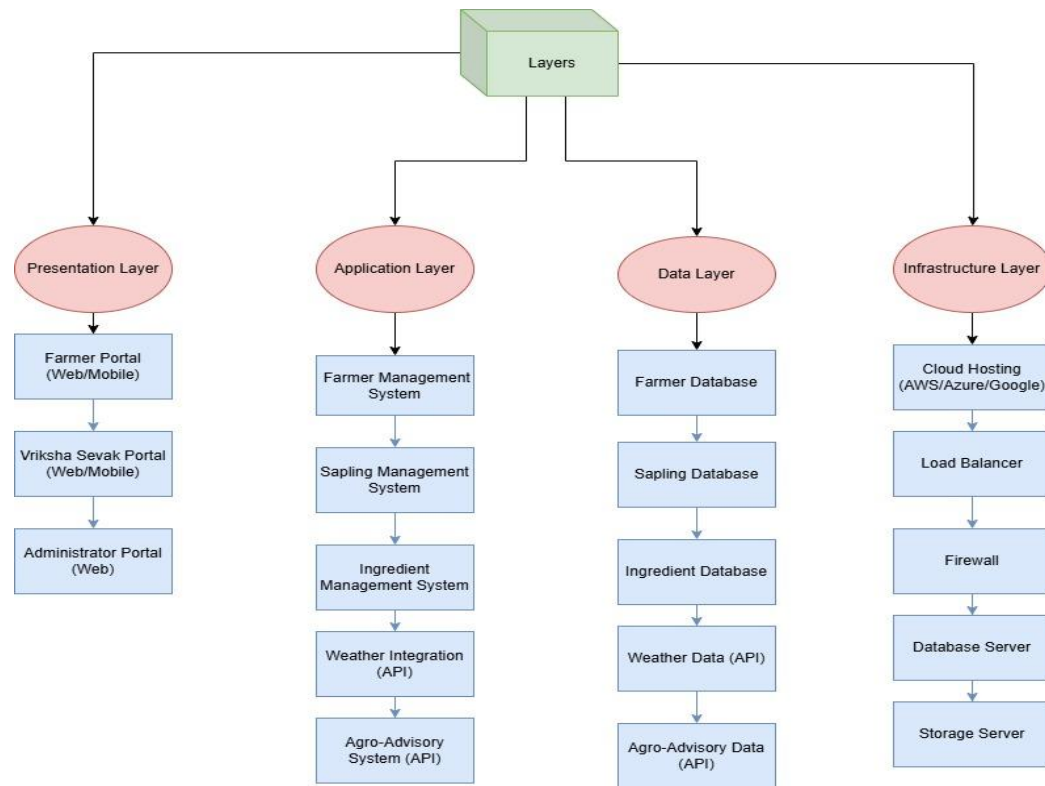 Layers
Presentation Layer
Farmer Portal
(Web/Mobile)
Vriksha Sevak Portal
(Web/Mobile)
Administrator Portal
(Web)
Application Layer
Farmer Management
System
Sapling Management
System
Ingredient
Management System
Weather Integration
(API)
Agro-Advisory
System (API)
Data Layer
Farmer Database
Sapling Database
Ingredient Database
Weather Data (API)
Agro-Advisory Data
(API)
Infrastructure Layer
Cloud Hosting
(AWS/Azure/Google)
Load Balancer
Firewall
Database Server
Storage Server